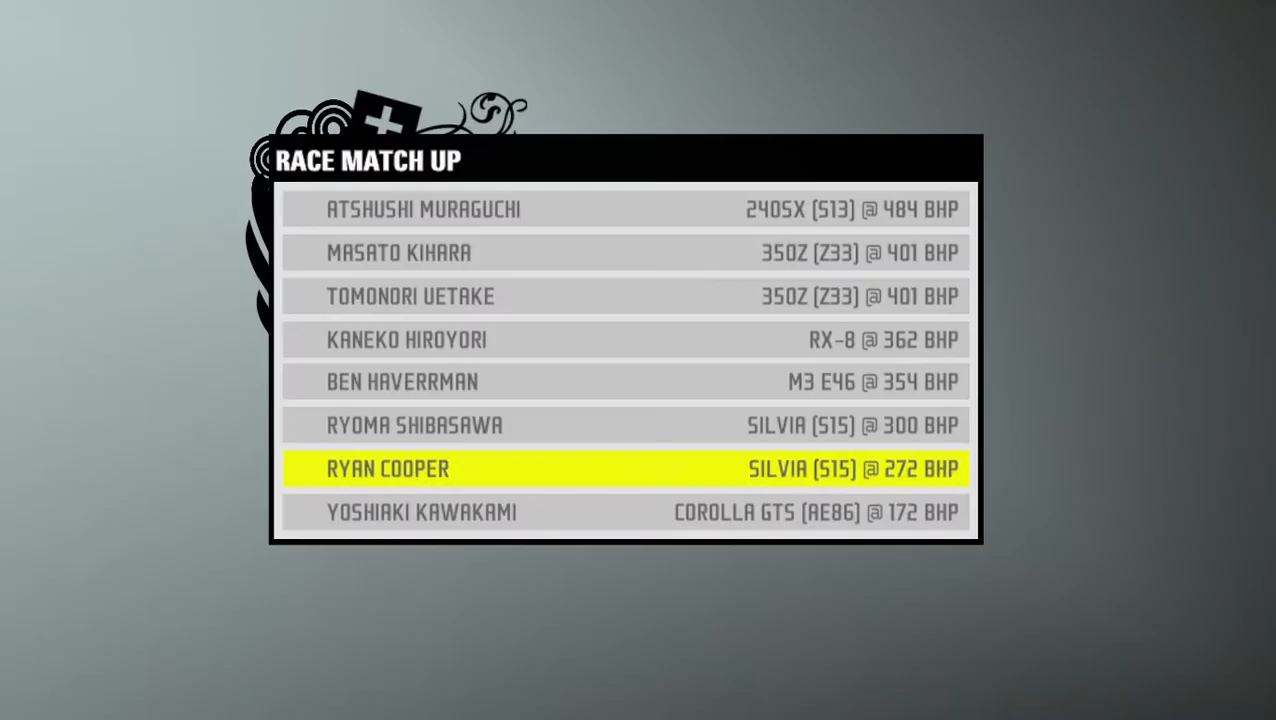 RACE MATCH UP
ATSHUSHI MURAGUCHI 240SX (S13) @ 484 BHP
MASATO KIHARA 350Z (Z33) @ 401 BHP
TOMONORI UETAKE 350Z (Z33) @ 401 BHP
KANEKO HIROYORI RX-8 @ 362 BHP
BEN HAVERRMAN M3 E46 @ 354 BHP
RYOMA SHIBASAWA SILVIA (S15) @ 300 BHP
RYAN COOPER SILVIA (S15) @ 272 BHP
YOSHIAKI KAWAKAMI COROLLA GTS (AE86) @ 172 BHP